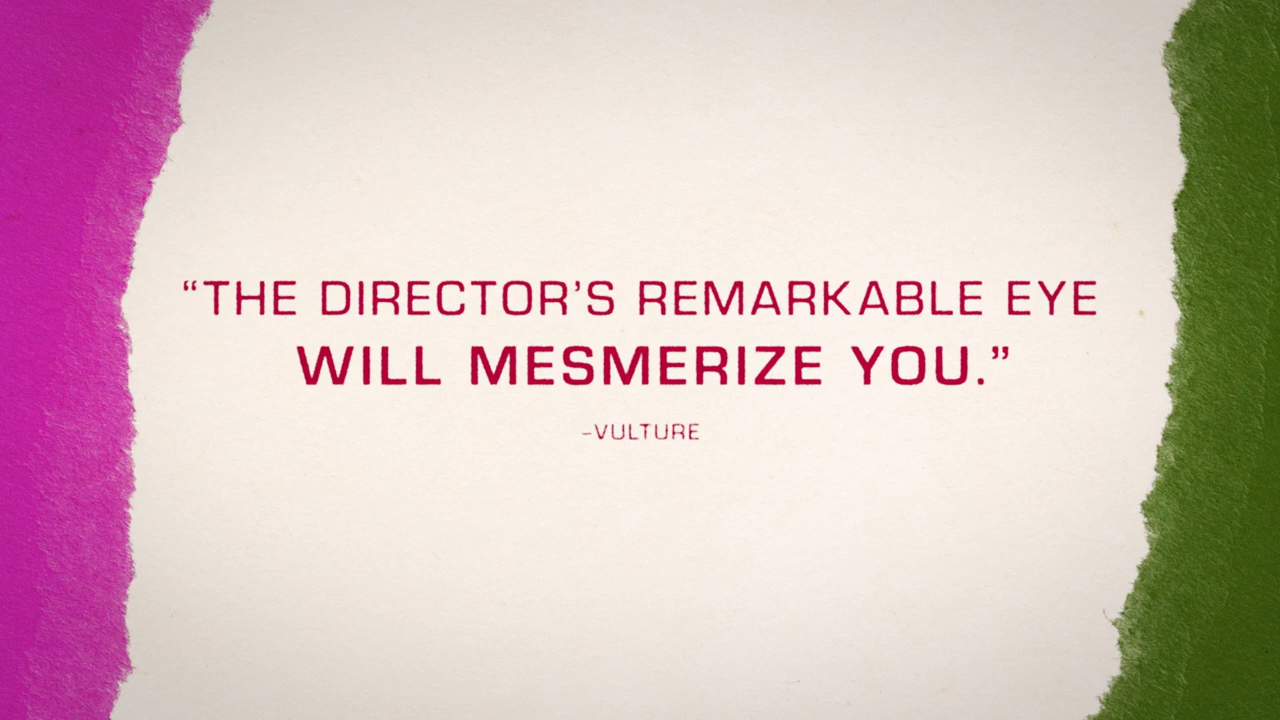 “THE DIRECTOR’S REMARKABLE EYE
WILL MESMERIZE YOU.”
–VULTURE